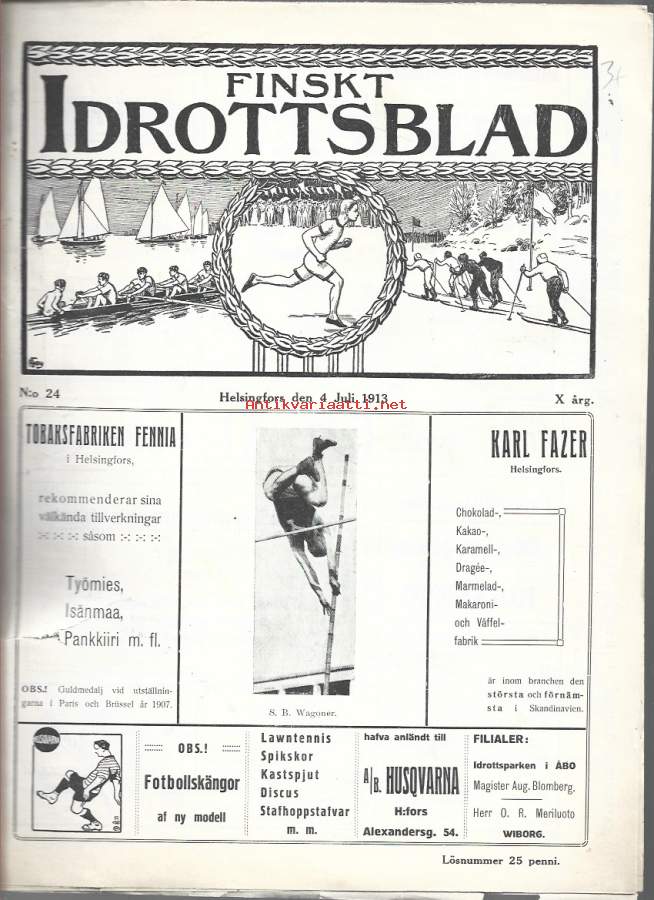 FINSKT
IDROTTSBLAD
N:o 24
Helsingfors den 4 Juli 1913
X årg.
Antikvariaatti.net
TOBAKSFABRIKEN FENNIA
i Helsingfors,
rekommenderar sina
välkända tillverkningar
:-: :-: :-: såsom :-: :-: :-:
Työmies,
Isänmaa,
Pankkiiri m. fl.
OBS.! Guldmedalj vid utställnin-
garna i Paris och Brüssel år 1907.
S. B. Wagoner.
KARL FAZER
Helsingfors.
Chokolad-,
Kakao-,
Karamell-,
Dragée-,
Marmelad-,
Makaroni-
och Våffel-
fabrik
är inom branchen den
största och förnäm-
sta i Skandinavien.
OBS.!
Fotbollskängor
af ny modell
Lawntennis
Spikskor
Kastspjut
Discus
Stafhoppstafvar
m. m.
hafva anländt till
A/B. HUSQVARNA
H:fors
Alexandersg. 54.
FILIALER:
Idrottsparken i ÅBO
Magister Aug. Blomberg.
Herr O. R. Meriluoto
WIBORG.
Lösnummer 25 penni.